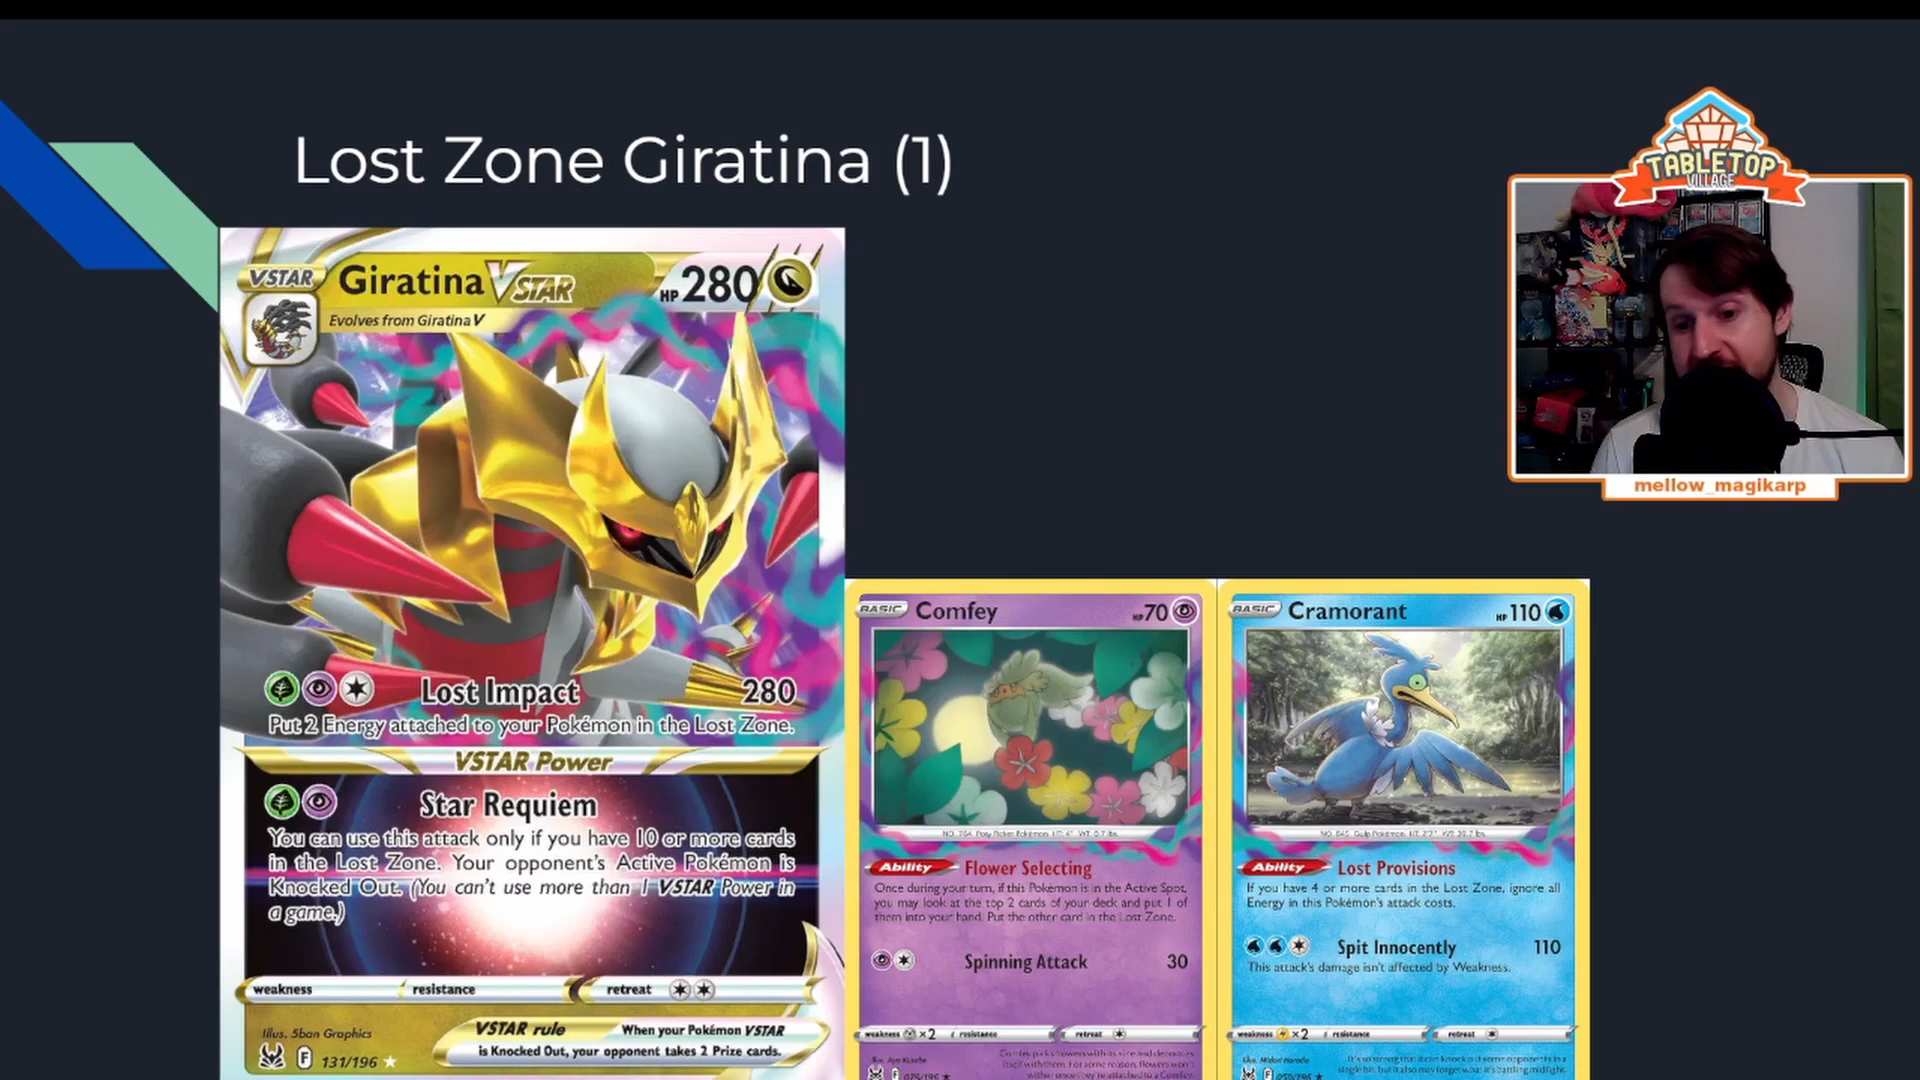 Lost Zone Giratina (1)
TABLETOP
VILLAGE
mellow_magikarp
VSTAR
Giratina VSTAR
HP 280
Evolves from Giratina V
Lost Impact 280
Put 2 Energy attached to your Pokémon in the Lost Zone.
VSTAR Power
Star Requiem
You can use this attack only if you have 10 or more cards
in the Lost Zone. Your opponent's Active Pokémon is
Knocked Out. (You can't use more than 1 VSTAR Power in
a game.)
weakness resistance retreat
Illus. 5ban Graphics
F 131/196
VSTAR rule When your Pokémon VSTAR
is Knocked Out, your opponent takes 2 Prize cards.
BASIC Comfey HP 70
Ability Flower Selecting
Once during your turn, if this Pokémon is in the Active Spot,
you may look at the top 2 cards of your deck and put 1 of
them into your hand. Put the other card in the Lost Zone.
Spinning Attack 30
weakness ×2 resistance retreat
BASIC Cramorant HP 110
Ability Lost Provisions
If you have 4 or more cards in the Lost Zone, ignore all
Energy in this Pokémon's attack costs.
Spit Innocently 110
This attack's damage isn't affected by Weakness.
weakness ×2 resistance retreat